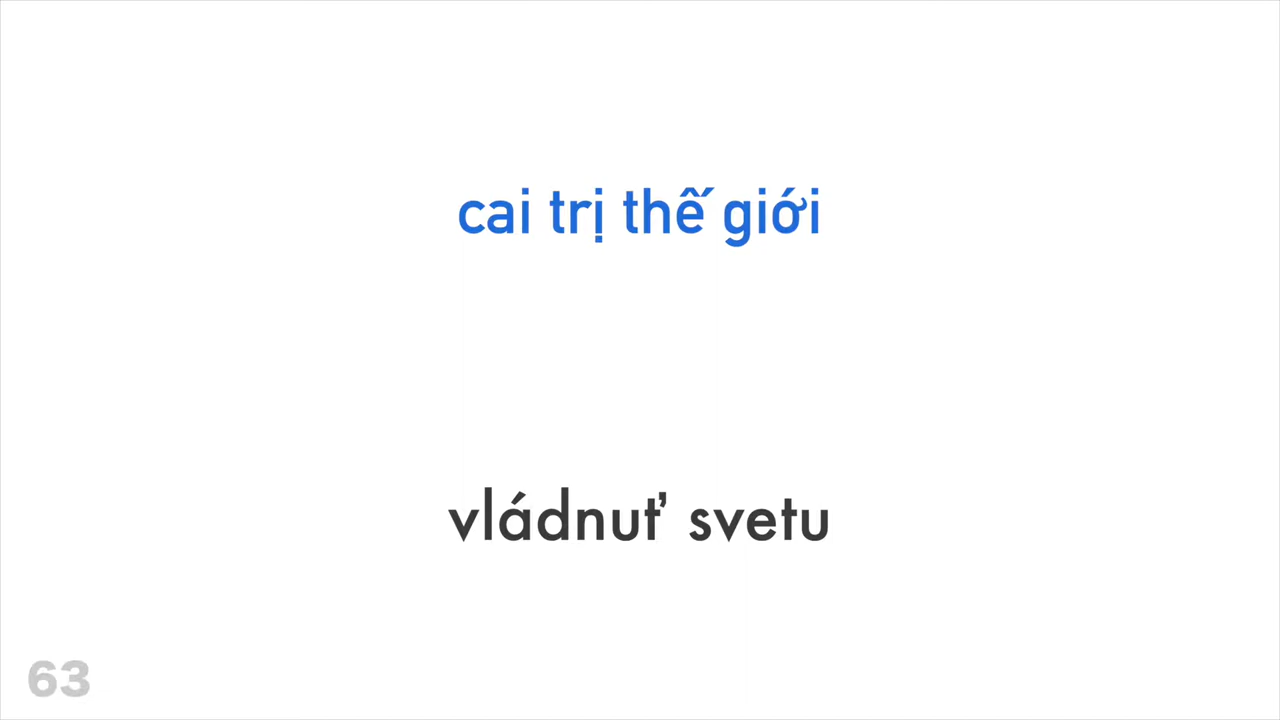 cai trị thế giới
vládnuť svetu
63